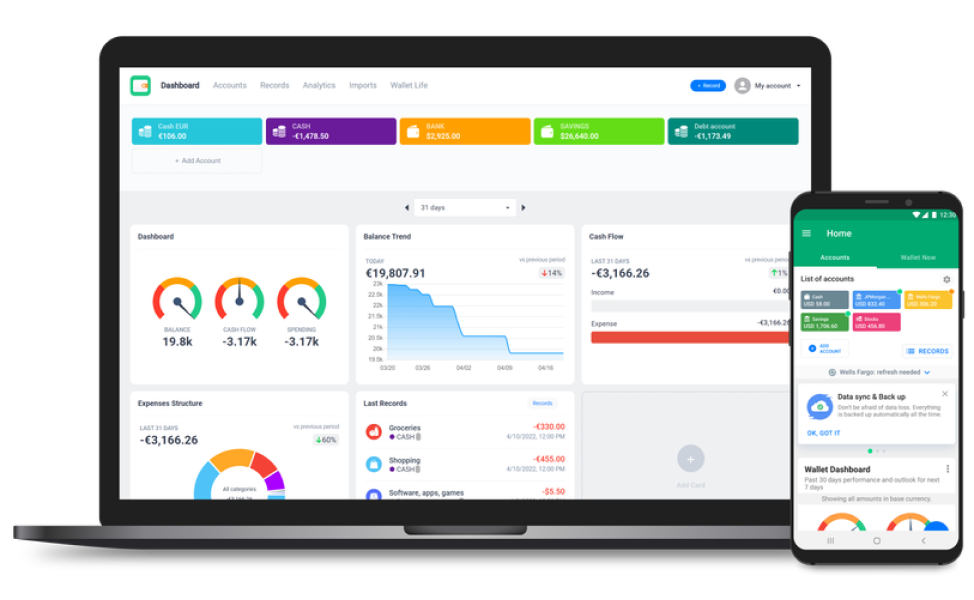 Dashboard Accounts Records Analytics Imports Wallet Life
+ Record My account
Cash EUR
€106.00
CASH
-€1,478.50
BANK
$2,925.00
SAVINGS
$26,640.00
Debt account
-€1,173.49
+ Add Account
31 days
Dashboard
BALANCE
19.8k
CASH FLOW
-3.17k
SPENDING
-3.17k
Balance Trend
TODAY
vs previous period
€19,807.91
14%
23k
22.5k
22k
21.5k
21k
20.5k
20k
19.5k
03/20 03/26 04/02 04/09 04/16
Cash Flow
LAST 31 DAYS
vs previous period
-€3,166.26
1%
Income
€0.00
Expense
-€3,166.26
Expenses Structure
LAST 31 DAYS
vs previous period
-€3,166.26
60%
All categories
-€3,166.26
Last Records
Records
Groceries
-€330.00
CASH
4/10/2022, 12:00 PM
Shopping
-€455.00
CASH
4/10/2022, 12:00 PM
Software, apps, games
-$5.50
Add Card
12:30
Home
Accounts
Wallet Now
List of accounts
Cash
USD 58.00
JPMorgan...
USD 832.40
Wells Fargo
USD 306.20
Savings
USD 1,706.60
Stocks
USD 456.80
ADD
ACCOUNT
RECORDS
Wells Fargo: refresh needed
Data sync & Back up
Don't be afraid of data loss. Everything
is backed up automatically all the time.
OK, GOT IT
Wallet Dashboard
Past 30 days performance and outlook for next
7 days
Showing all amounts in base currency.